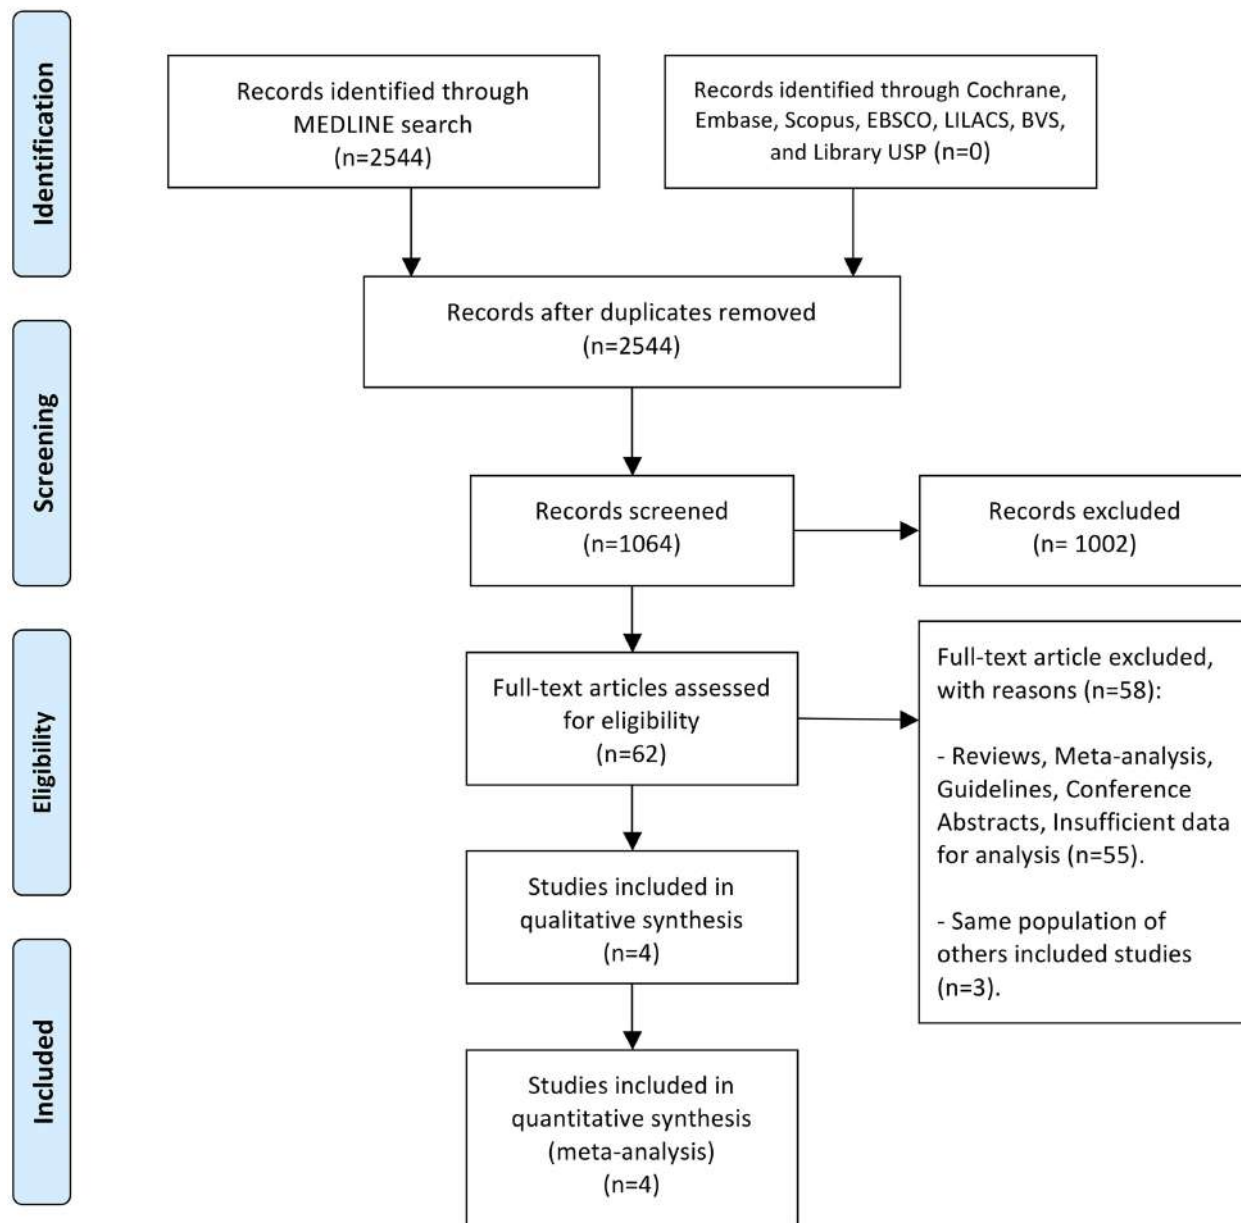 Identification
Records identified through
MEDLINE search
(n=2544)
Records identified through Cochrane,
Embase, Scopus, EBSCO, LILACS, BVS,
and Library USP (n=0)
Records after duplicates removed
(n=2544)
Screening
Records screened
(n=1064)
Records excluded
(n= 1002)
Eligibility
Full-text articles assessed
for eligibility
(n=62)
Full-text article excluded,
with reasons (n=58):
- Reviews, Meta-analysis,
Guidelines, Conference
Abstracts, Insufficient data
for analysis (n=55).
- Same population of
others included studies
(n=3).
Studies included in
qualitative synthesis
(n=4)
Included
Studies included in
quantitative synthesis
(meta-analysis)
(n=4)